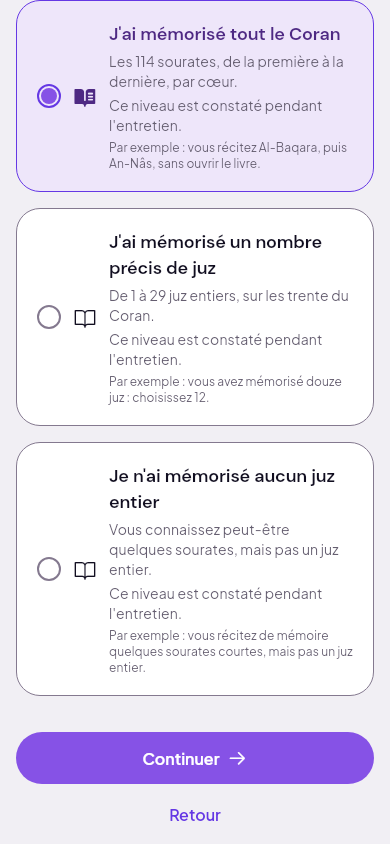 J'ai mémorisé tout le Coran
Les 114 sourates, de la première à la
dernière, par cœur.
Ce niveau est constaté pendant
l'entretien.
Par exemple : vous récitez Al-Baqara, puis
An-Nâs, sans ouvrir le livre.
J'ai mémorisé un nombre
précis de juz
De 1 à 29 juz entiers, sur les trente du
Coran.
Ce niveau est constaté pendant
l'entretien.
Par exemple : vous avez mémorisé douze
juz : choisissez 12.
Je n'ai mémorisé aucun juz
entier
Vous connaissez peut-être
quelques sourates, mais pas un juz
entier.
Ce niveau est constaté pendant
l'entretien.
Par exemple : vous récitez de mémoire
quelques sourates courtes, mais pas un juz
entier.
Continuer →
Retour